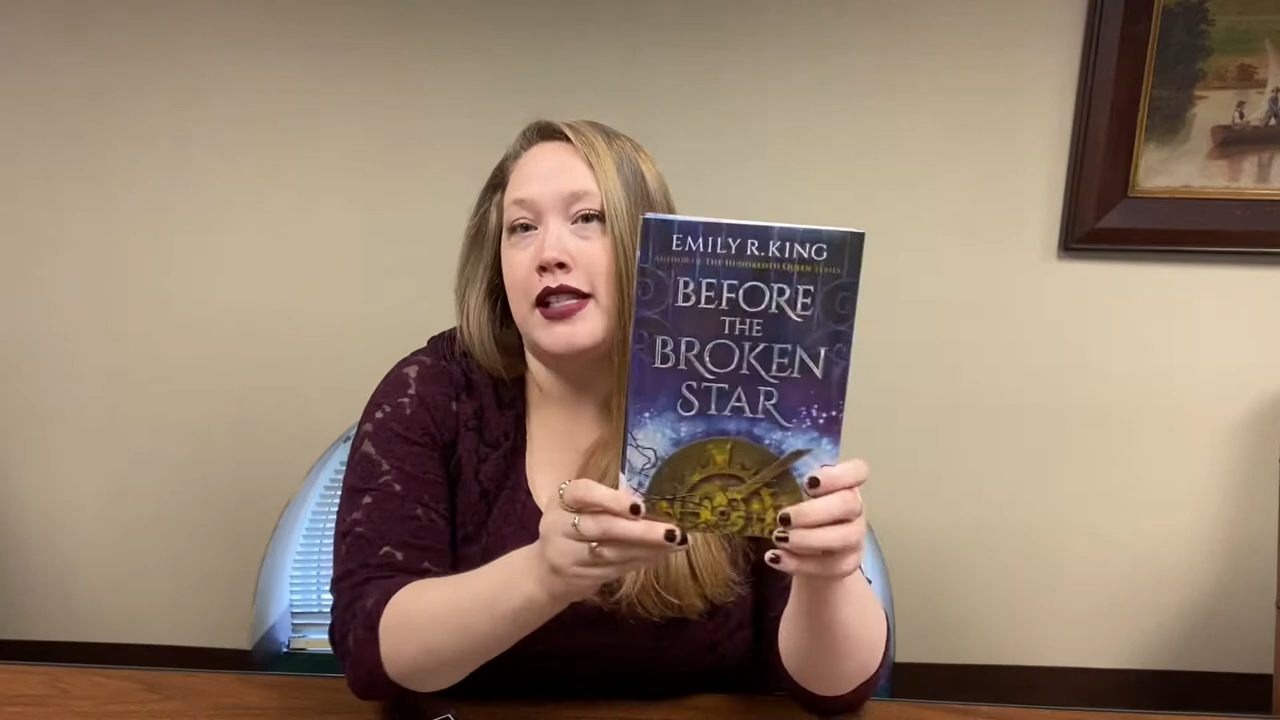 EMILY R. KING
AUTHOR OF THE HUNDREDTH QUEEN SERIES
BEFORE
THE
BROKEN
STAR